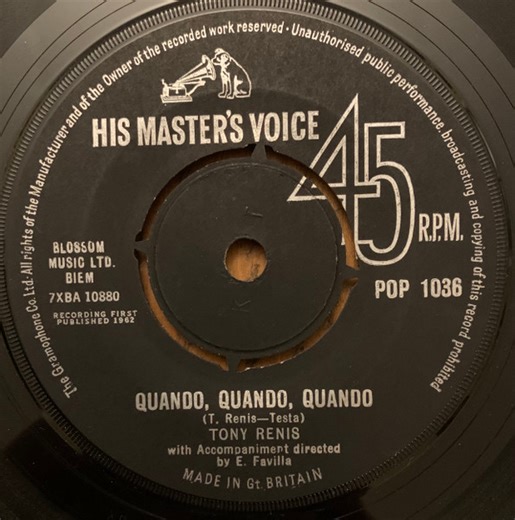 The Gramophone Co. Ltd. · All rights of the Manufacturer and of the Owner of the recorded work reserved · Unauthorised public performance, broadcasting and copying of this record prohibited
HIS MASTER'S VOICE
45
R.P.M.
BLOSSOM
MUSIC LTD.
BIEM
7XBA 10880
RECORDING FIRST
PUBLISHED 1962
POP 1036
QUANDO, QUANDO, QUANDO
(T. Renis—Testa)
TONY RENIS
with Accompaniment directed
by E. Favilla
MADE IN Gt. BRITAIN